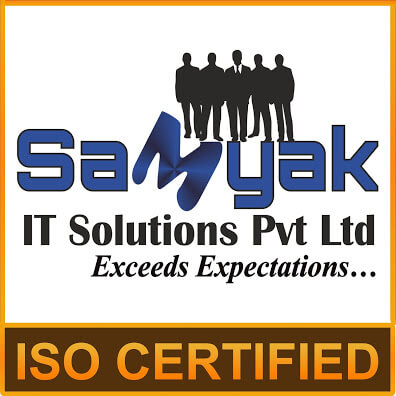 SaMyak
IT Solutions Pvt Ltd
Exceeds Expectations...
ISO CERTIFIED